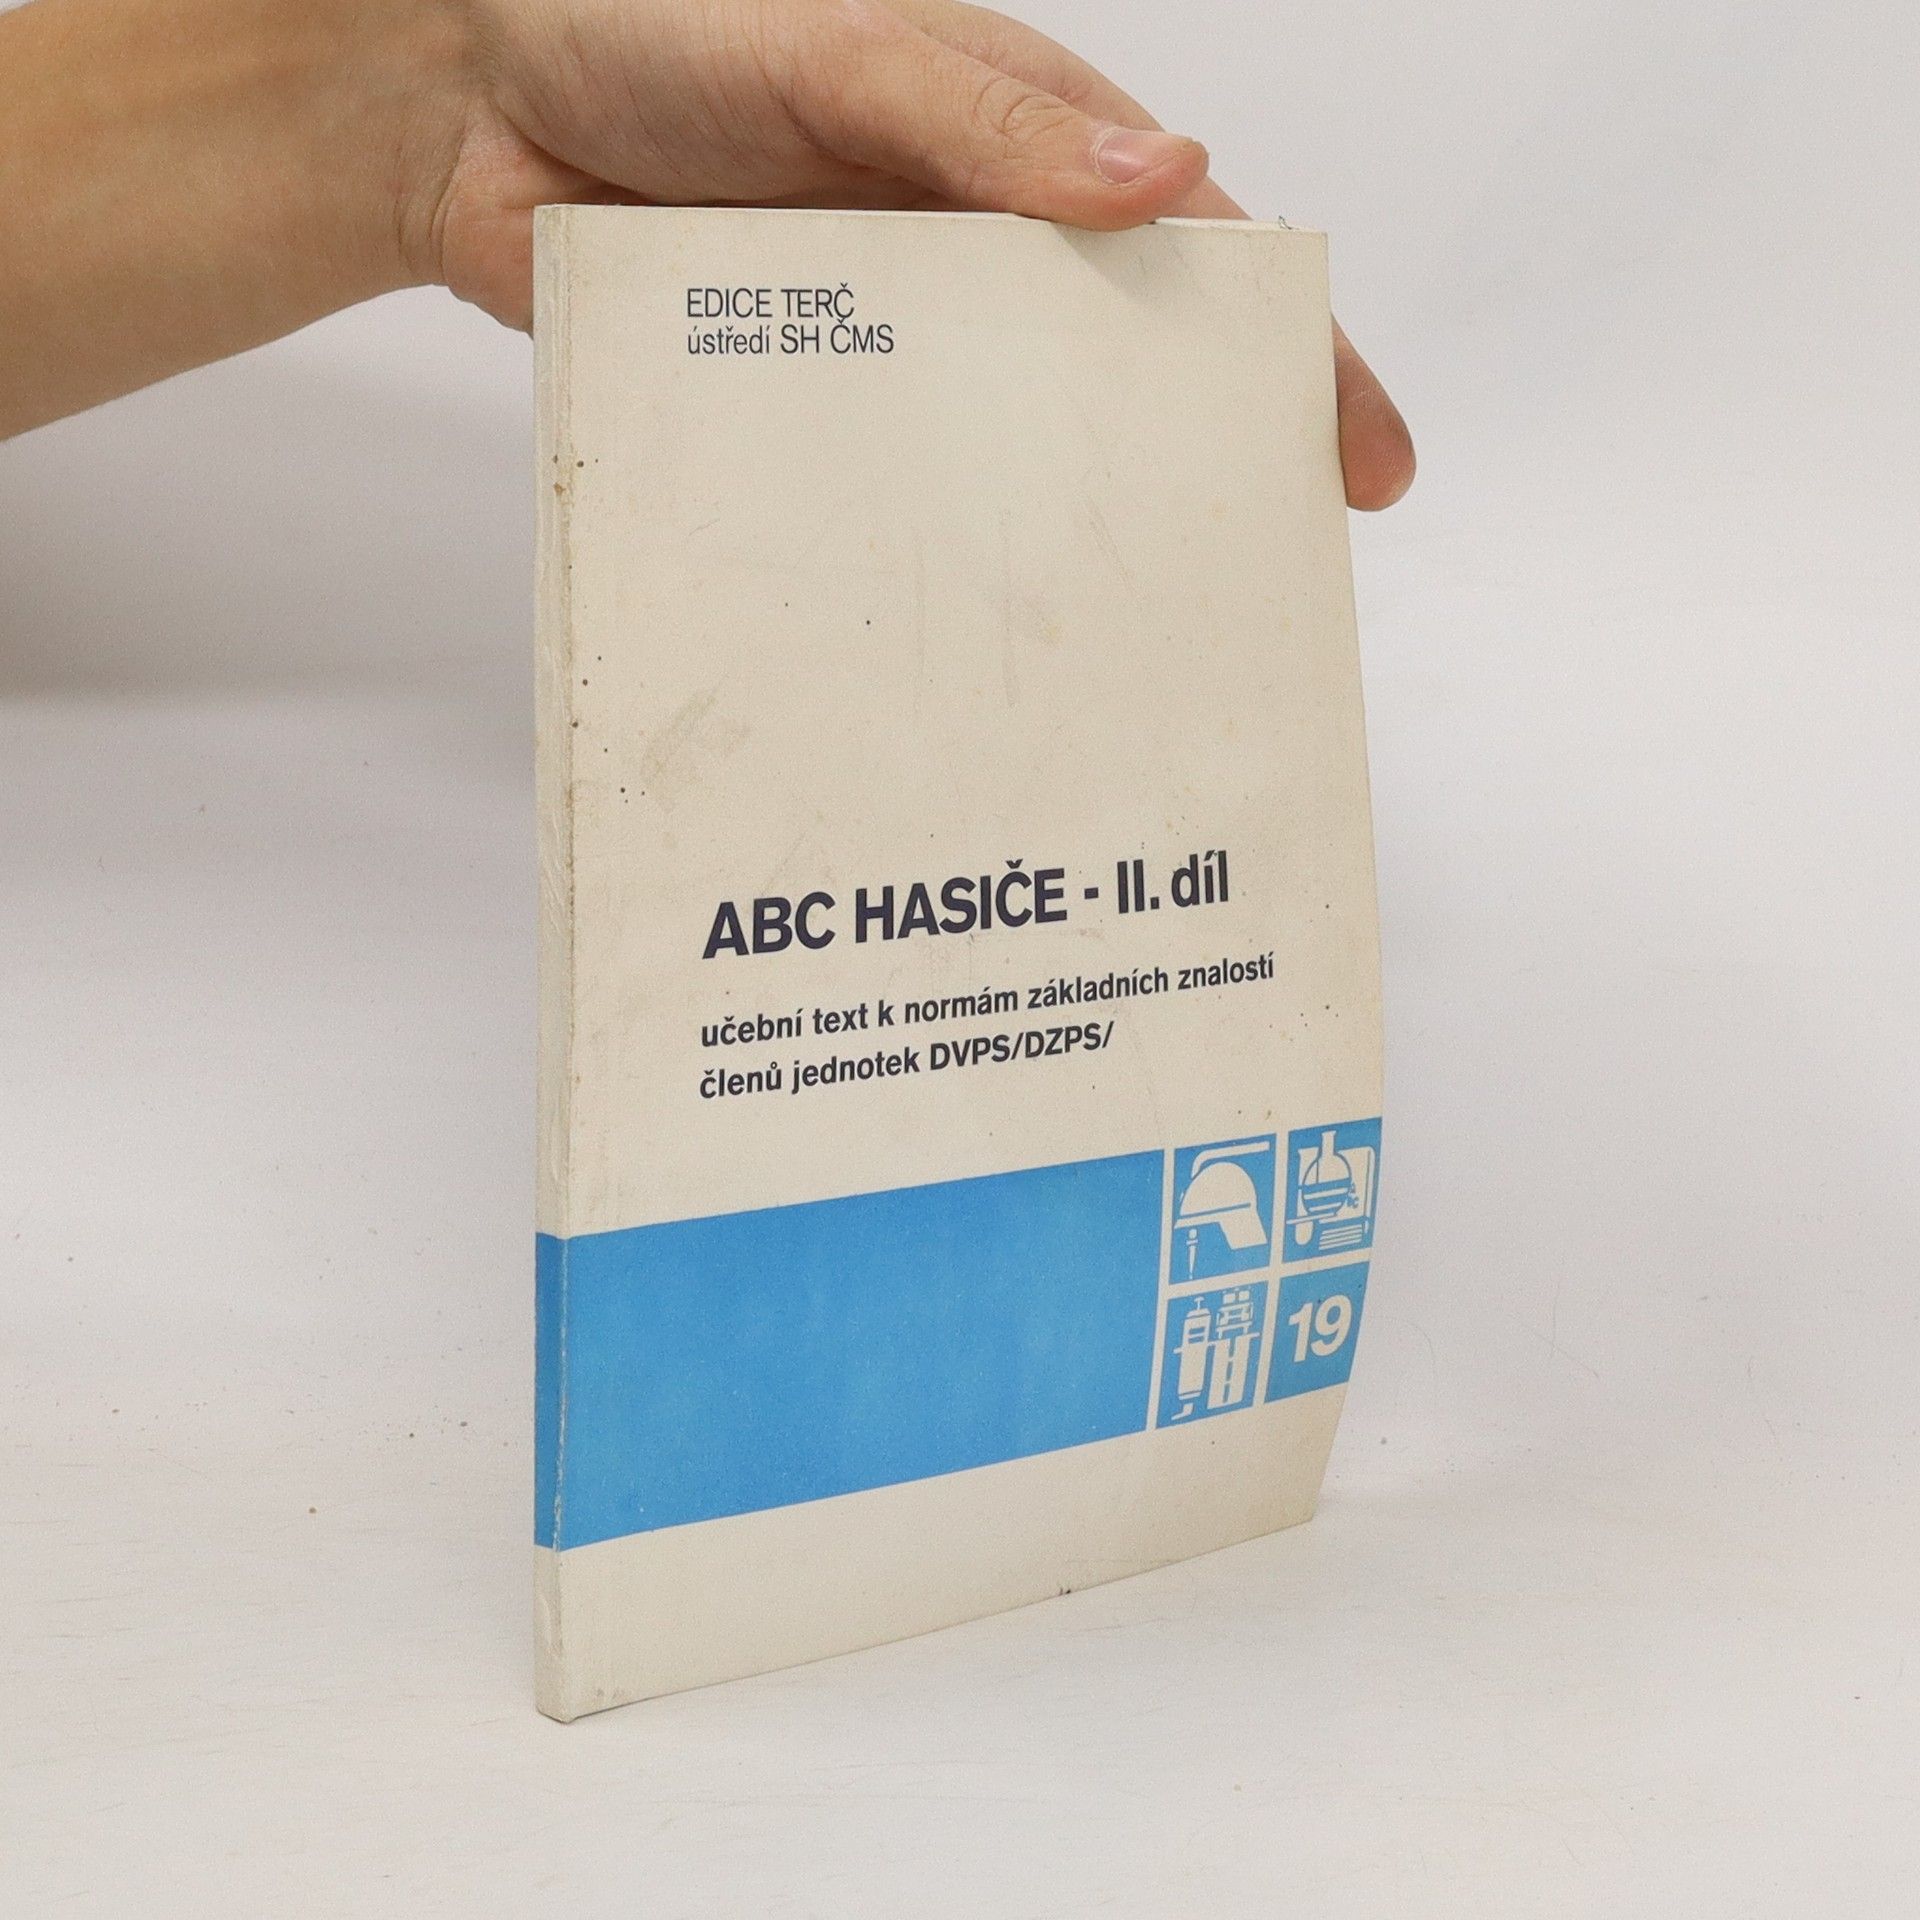 EDICE TERČ
ústředí SH ČMS
ABC HASIČE - II. díl
učební text k normám základních znalostí
členů jednotek DVPS/DZPS/
19